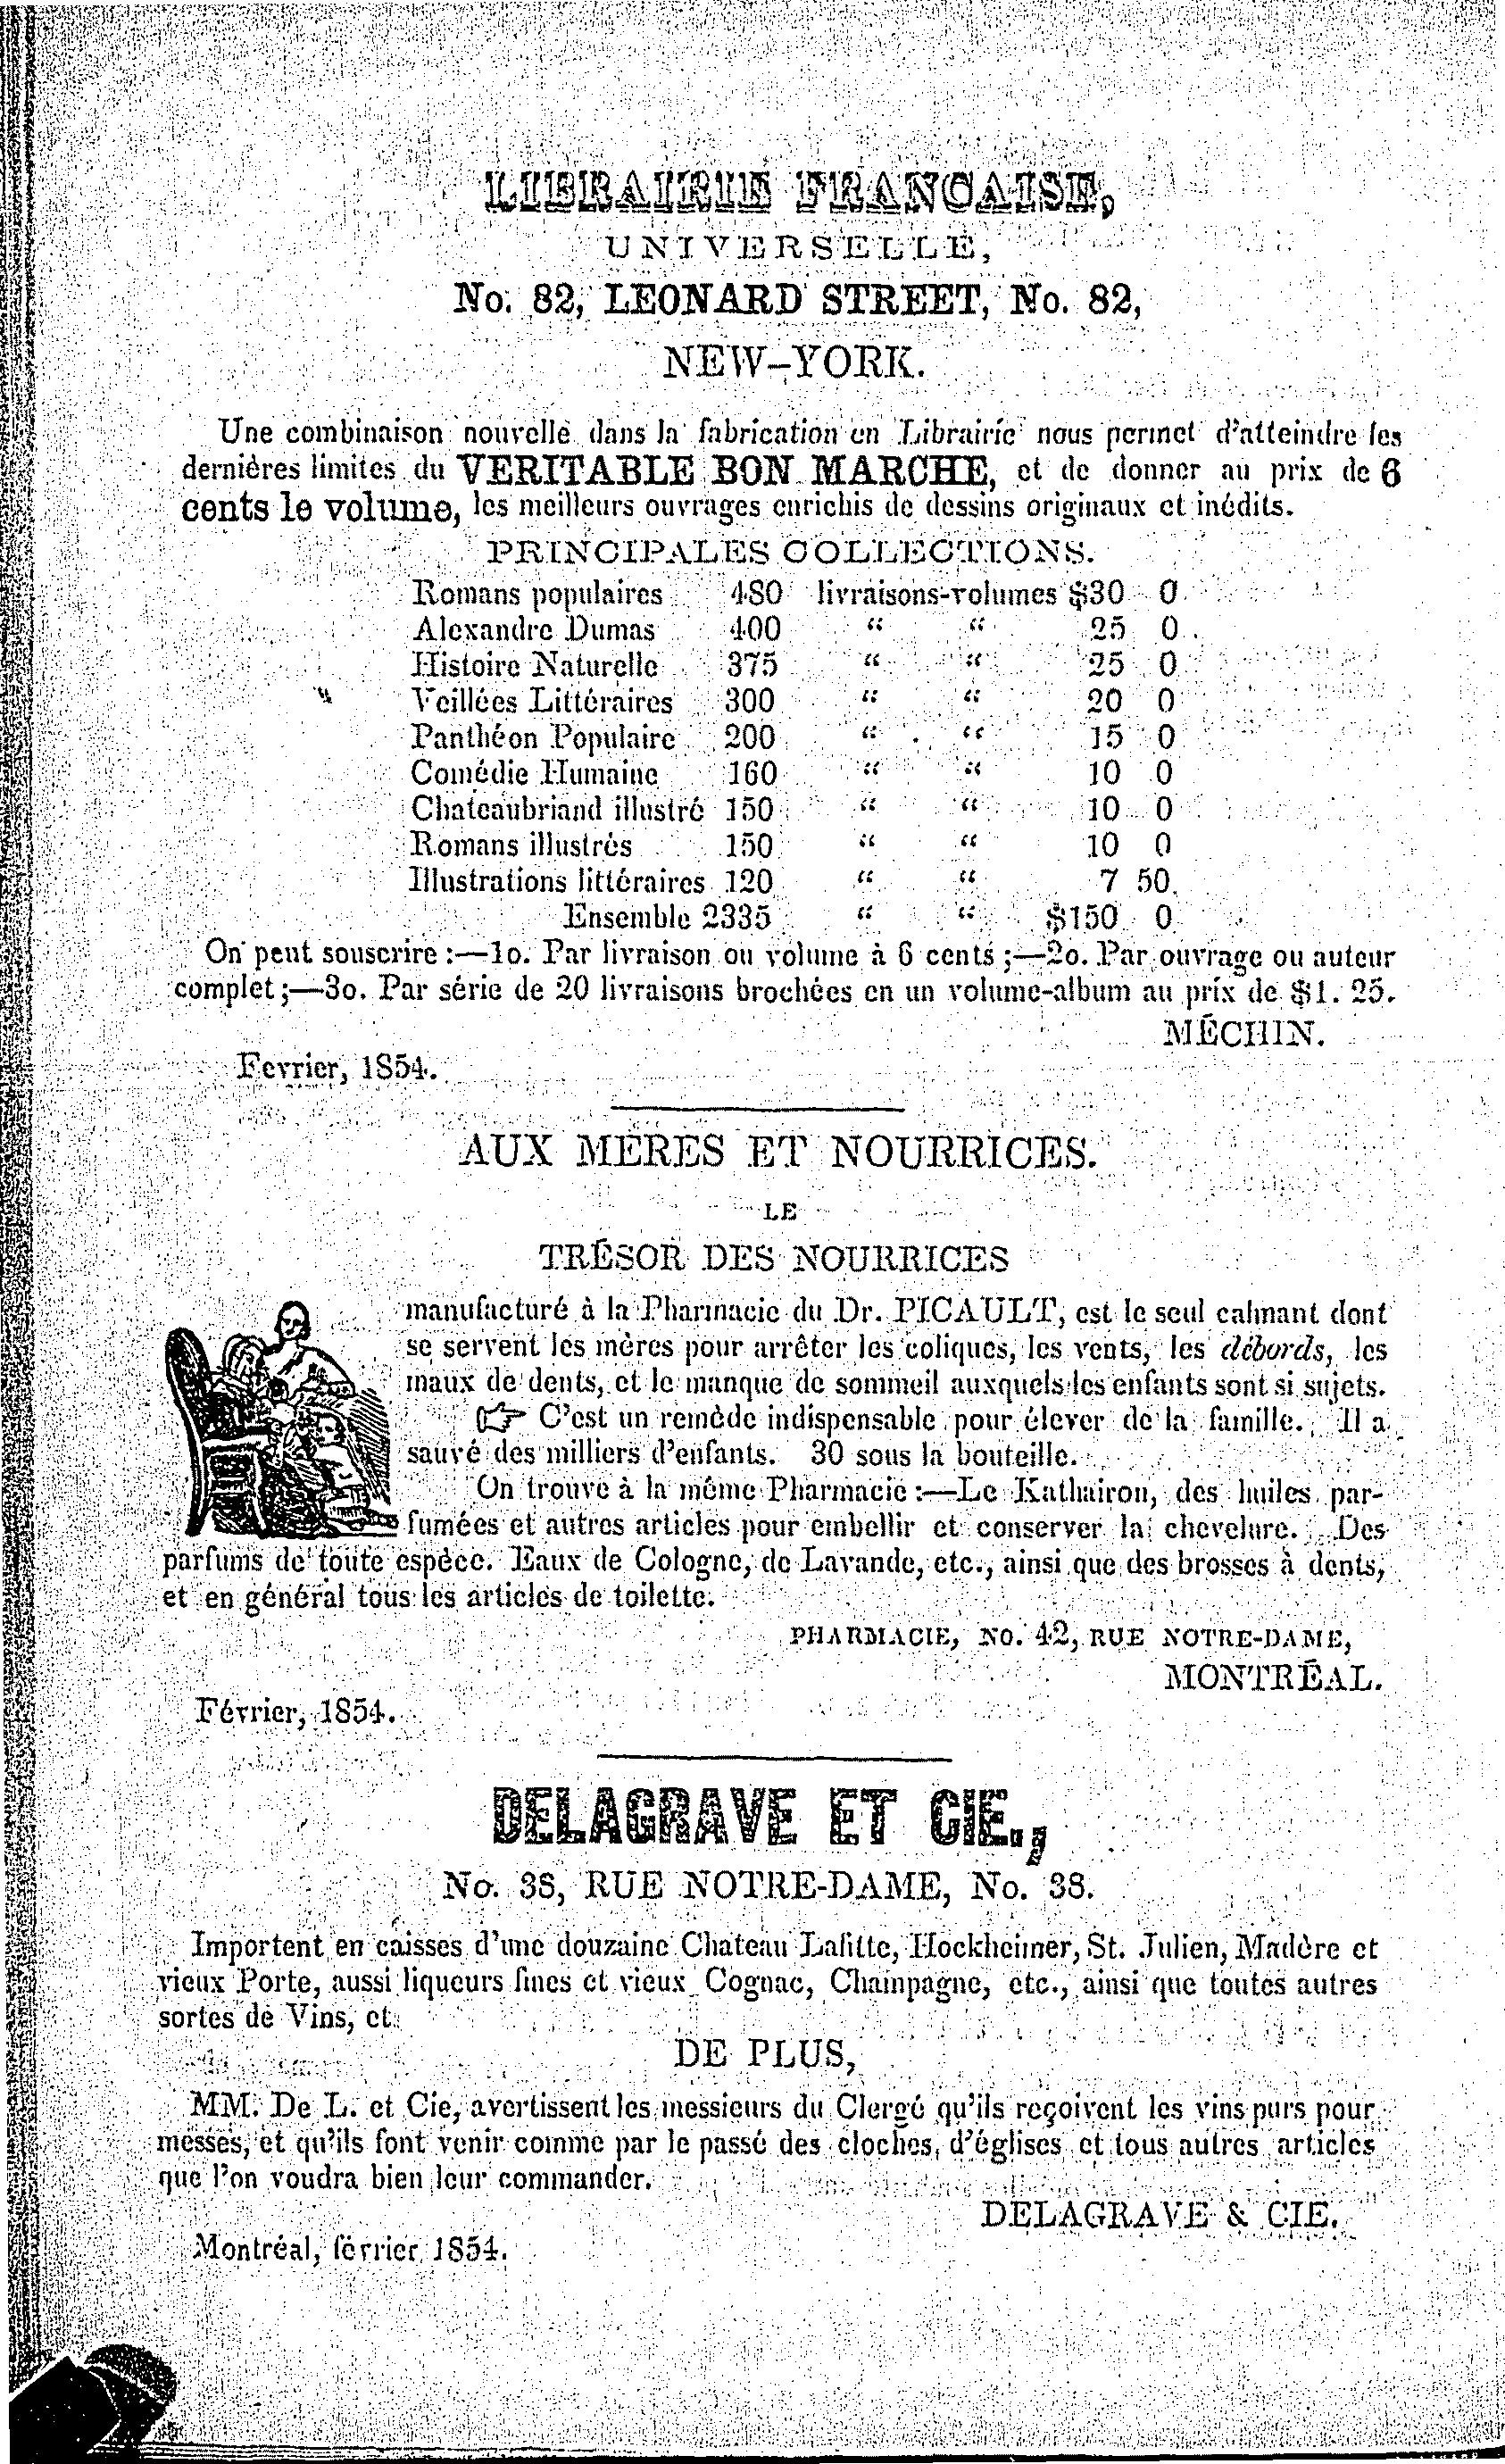 LIBRAIRIE FRANÇAISE,
UNIVERSELLE,
No. 82, LEONARD STREET, No. 82,
NEW-YORK.
Une combinaison nouvelle dans la fabrication en Librairie nous permet d'atteindre les
dernières limites du VERITABLE BON MARCHE, et de donner au prix de 6
cents le volume, les meilleurs ouvrages enrichis de dessins originaux et inédits.
PRINCIPALES COLLECTIONS.
Romans populaires 480 livraisons-volumes $30 0
Alexandre Dumas 400 " " 25 0
Histoire Naturelle 375 " " 25 0
Veillées Littéraires 300 " " 20 0
Panthéon Populaire 200 " " 15 0
Comédie Humaine 160 " " 10 0
Chateaubriand illustré 150 " " 10 0
Romans illustrés 150 " " 10 0
Illustrations littéraires 120 " " 7 50
Ensemble 2335 " " $150 0
On peut souscrire :—1o. Par livraison ou volume à 6 cents ;—2o. Par ouvrage ou auteur
complet ;—3o. Par série de 20 livraisons brochées en un volume-album au prix de $1. 25.
MÉCHIN.
Fevrier, 1854.
AUX MÈRES ET NOURRICES.
LE
TRÉSOR DES NOURRICES
manufacturé à la Pharmacie du Dr. PICAULT, est le seul calmant dont
se servent les mères pour arrêter les coliques, les vents, les débords, les
maux de dents, et le manque de sommeil auxquels les enfants sont si sujets.
☞ C'est un remède indispensable pour élever de la famille. Il a
sauvé des milliers d'enfants. 30 sous la bouteille.
On trouve à la même Pharmacie :—Le Kathairon, des huiles par-
fumées et autres articles pour embellir et conserver la chevelure. Des
parfums de toute espèce. Eaux de Cologne, de Lavande, etc., ainsi que des brosses à dents,
et en général tous les articles de toilette.
PHARMACIE, NO. 42, RUE NOTRE-DAME,
MONTRÉAL.
Février, 1854.
DELAGRAVE ET CIE.,
No. 38, RUE NOTRE-DAME, No. 38.
Importent en caisses d'une douzaine Chateau Lafitte, Hockheimer, St. Julien, Madère et
vieux Porte, aussi liqueurs fines et vieux Cognac, Champagne, etc., ainsi que toutes autres
sortes de Vins, et
DE PLUS,
MM. De L. et Cie, avertissent les messieurs du Clergé qu'ils reçoivent les vins purs pour
messes, et qu'ils font venir comme par le passé des cloches, d'églises et tous autres articles
que l'on voudra bien leur commander.
DELAGRAVE & CIE.
Montréal, février 1854.